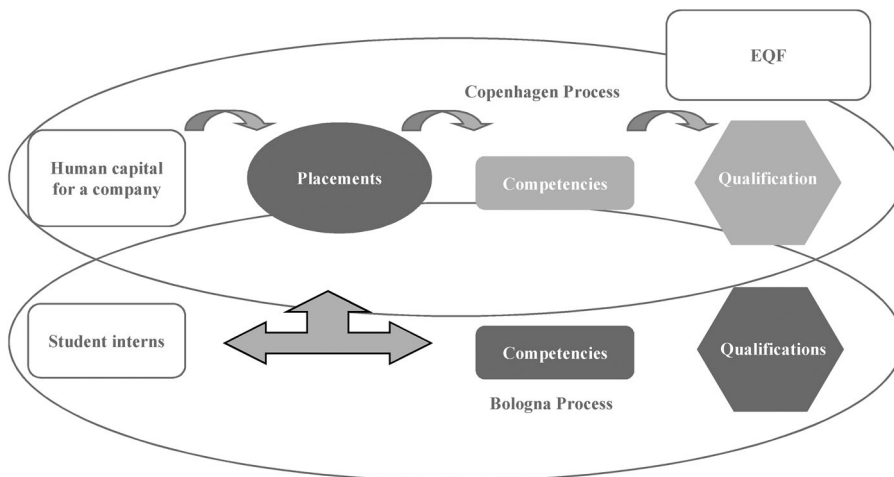 EQF
Copenhagen Process
Human capital
for a company
Placements
Competencies
Qualification
Student interns
Competencies
Qualifications
Bologna Process